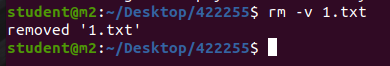 student@m2:~/Desktop/422255$ rm -v 1.txt
removed '1.txt'
student@m2:~/Desktop/422255$